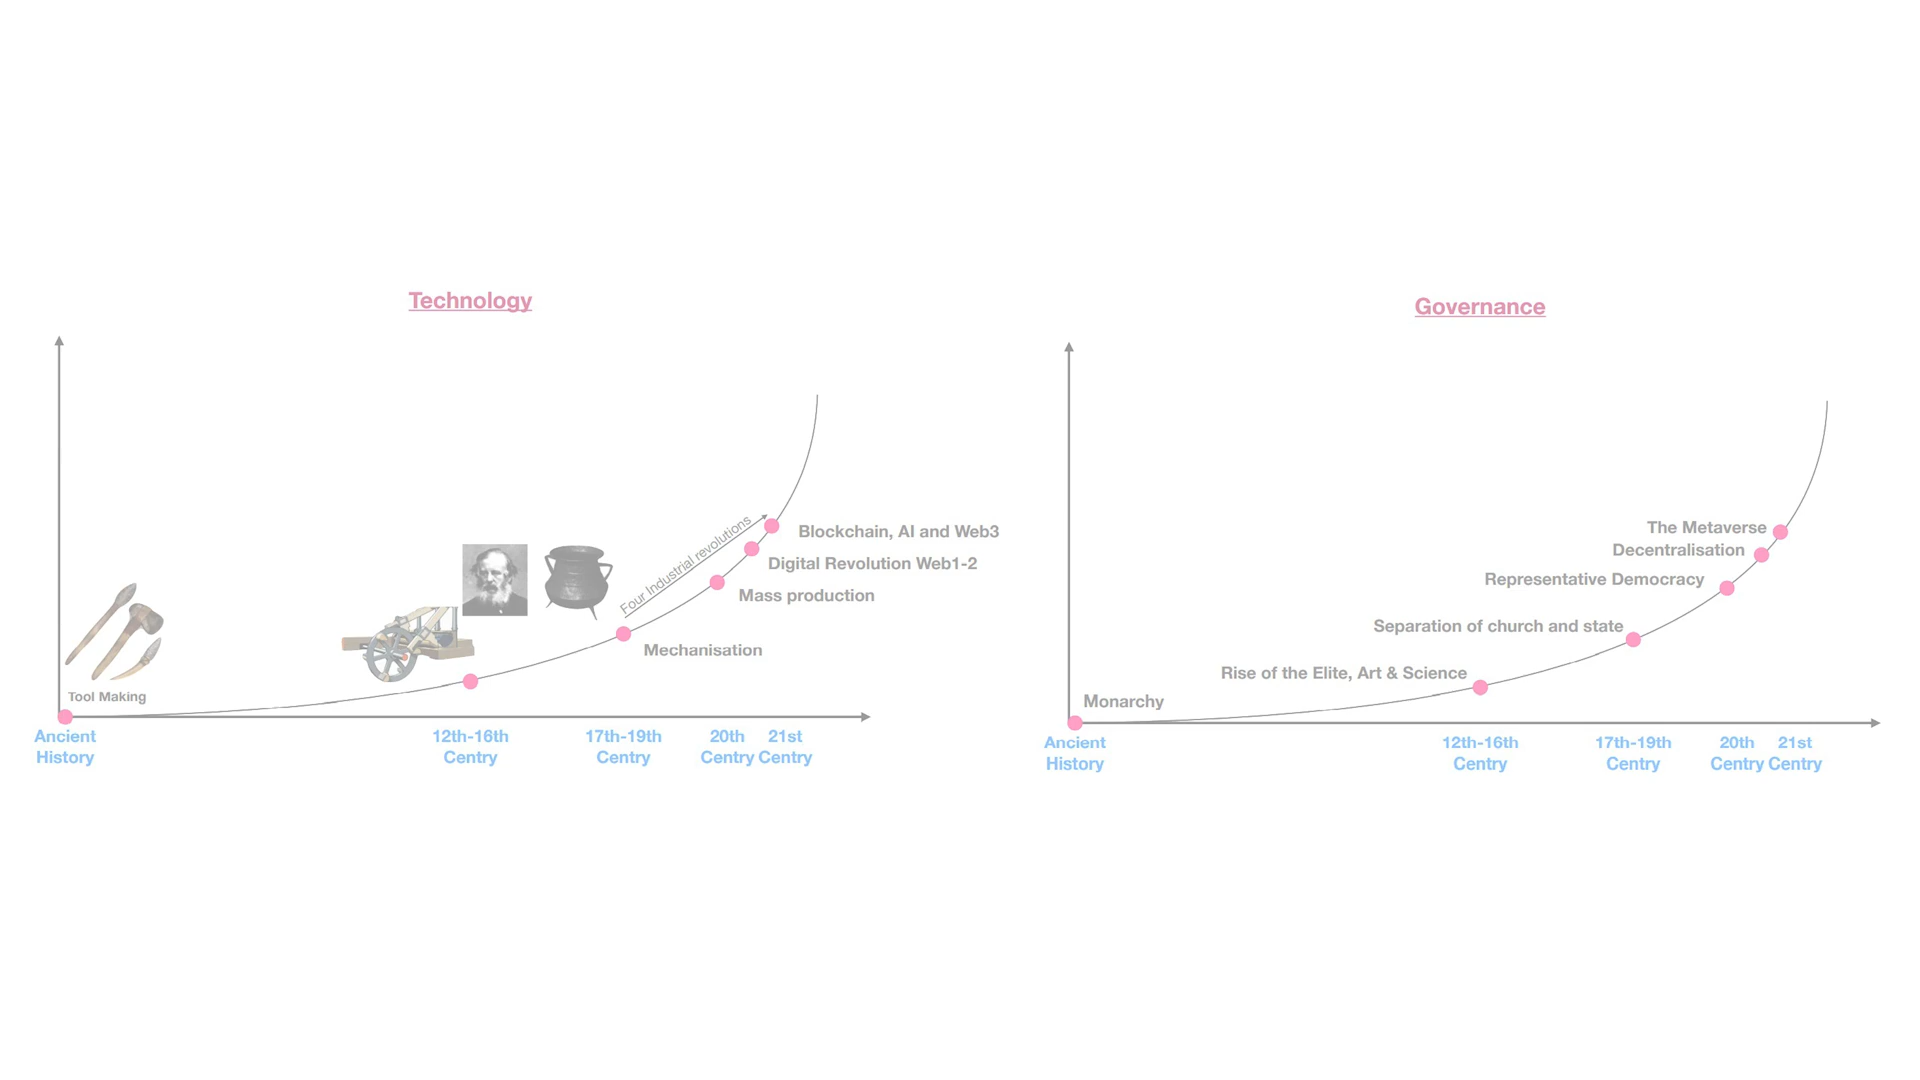 Technology
Four Industrial revolutions
Blockchain, AI and Web3
Digital Revolution Web1-2
Mass production
Mechanisation
Tool Making
Ancient
History
12th-16th
Centry
17th-19th
Centry
20th
Centry
21st
Centry
Governance
The Metaverse
Decentralisation
Representative Democracy
Separation of church and state
Rise of the Elite, Art & Science
Monarchy
Ancient
History
12th-16th
Centry
17th-19th
Centry
20th
Centry
21st
Centry